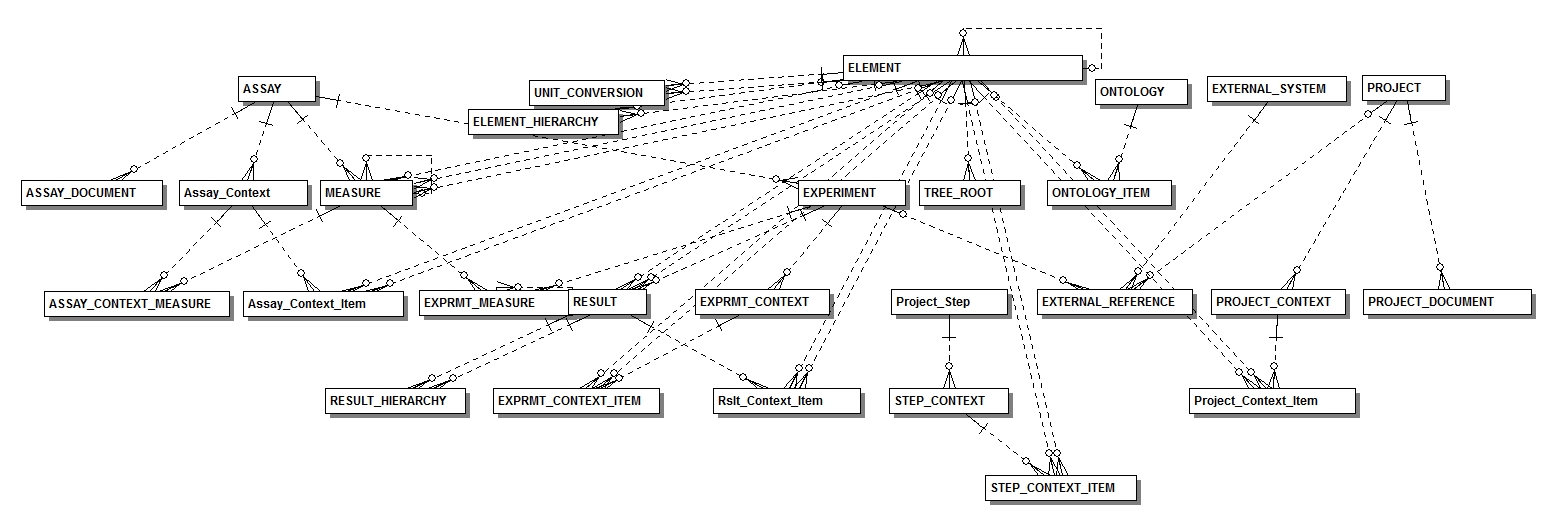 ELEMENT
ASSAY
UNIT_CONVERSION
ONTOLOGY
EXTERNAL_SYSTEM
PROJECT
ELEMENT_HIERARCHY
ASSAY_DOCUMENT
Assay_Context
MEASURE
EXPERIMENT
TREE_ROOT
ONTOLOGY_ITEM
ASSAY_CONTEXT_MEASURE
Assay_Context_Item
EXPRMT_MEASURE
RESULT
EXPRMT_CONTEXT
Project_Step
EXTERNAL_REFERENCE
PROJECT_CONTEXT
PROJECT_DOCUMENT
RESULT_HIERARCHY
EXPRMT_CONTEXT_ITEM
Rslt_Context_Item
STEP_CONTEXT
Project_Context_Item
STEP_CONTEXT_ITEM